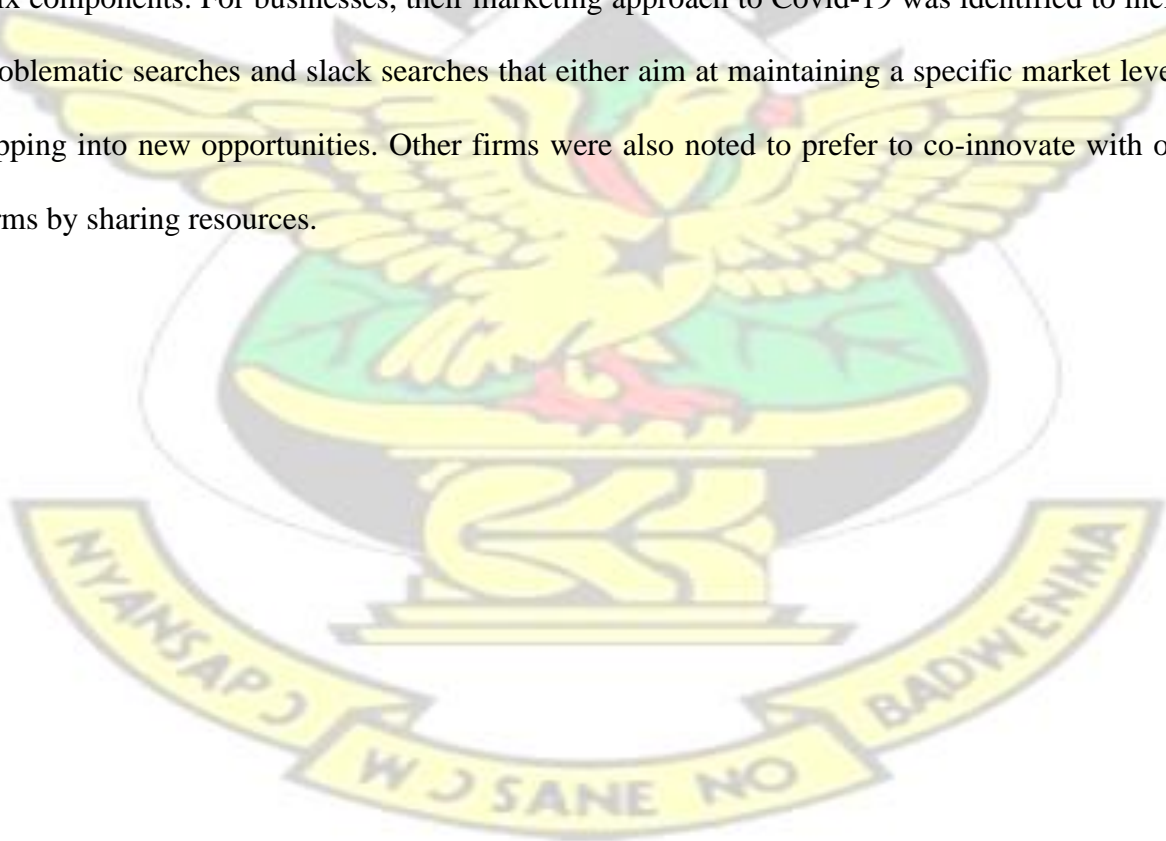 ix components. For businesses, their marketing approach to Covid-19 was identified to incl
oblematic searches and slack searches that either aim at maintaining a specific market leve
pping into new opportunities. Other firms were also noted to prefer to co-innovate with o
rms by sharing resources.
NYANSAPƆ
WƆSANE NO
BADWENMA